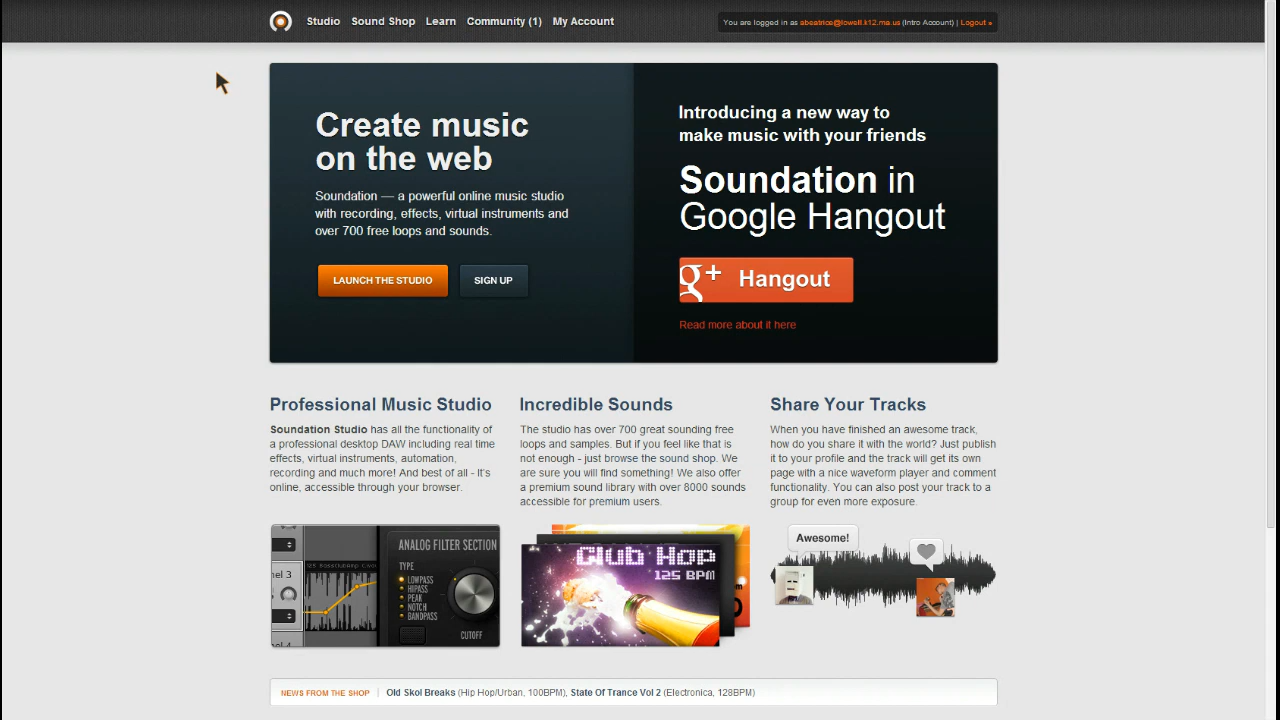 Studio Sound Shop Learn Community (1) My Account
You are logged in as abeatrice@lowell.k12.ma.us (Intro Account) | Logout »
Create music
on the web
Soundation — a powerful online music studio
with recording, effects, virtual instruments and
over 700 free loops and sounds.
LAUNCH THE STUDIO SIGN UP
Introducing a new way to
make music with your friends
Soundation in
Google Hangout
g+ Hangout
Read more about it here
Professional Music Studio
Soundation Studio has all the functionality of
a professional desktop DAW including real time
effects, virtual instruments, automation,
recording and much more! And best of all - it's
online, accessible through your browser.
Incredible Sounds
The studio has over 700 great sounding free
loops and samples. But if you feel like that is
not enough - just browse the sound shop. We
are sure you will find something! We also offer
a premium sound library with over 8000 sounds
accessible for premium users.
Share Your Tracks
When you have finished an awesome track,
how do you share it with the world? Just publish
it to your profile and the track will get its own
page with a nice waveform player and comment
functionality. You can also post your track to a
group for even more exposure.
nel 3
ANALOG FILTER SECTION
TYPE
LOWPASS
HIPASS
PEAK
NOTCH
BANDPASS
CUTOFF
Club Hop
125 BPM
Awesome!
NEWS FROM THE SHOP Old Skol Breaks (Hip Hop/Urban, 100BPM), State Of Trance Vol 2 (Electronica, 128BPM)